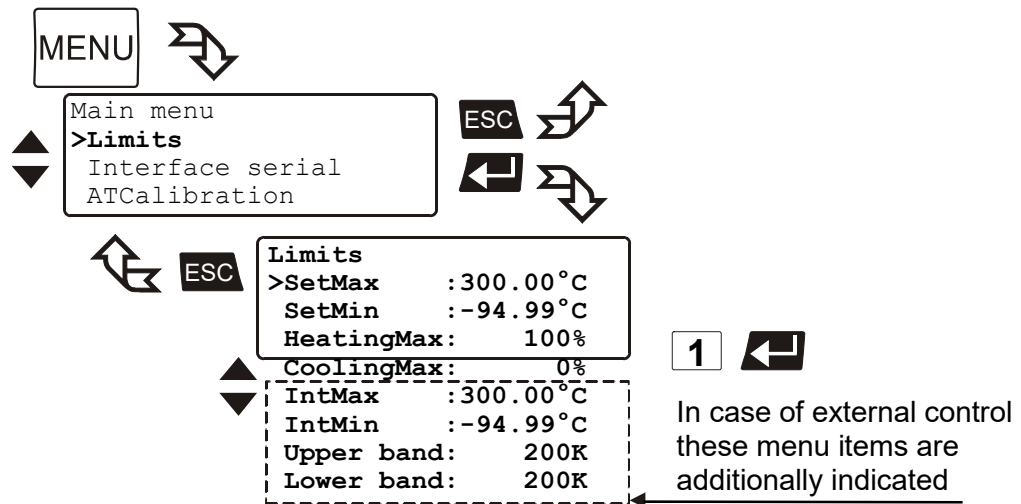 MENU
Main menu
>Limits
Interface serial
ATCalibration
ESC
ESC
Limits
>SetMax :300.00°C
SetMin :-94.99°C
HeatingMax: 100%
CoolingMax: 0%
IntMax :300.00°C
IntMin :-94.99°C
Upper band: 200K
Lower band: 200K
1
In case of external control
these menu items are
additionally indicated